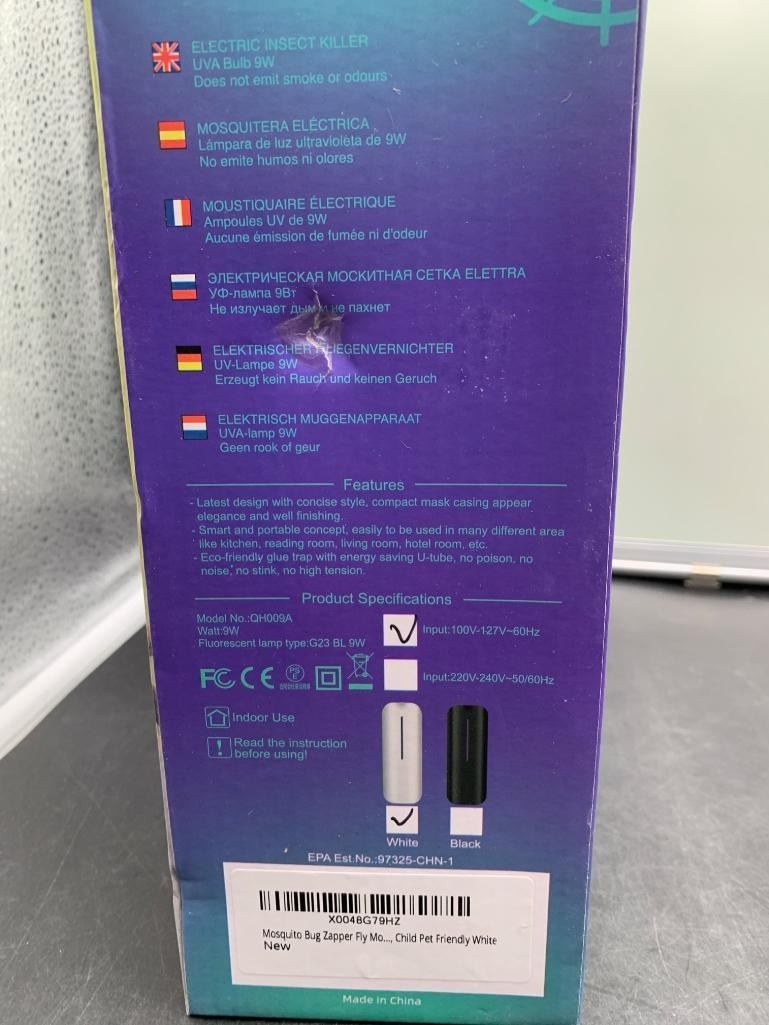 ELECTRIC INSECT KILLER
UVA Bulb 9W
Does not emit smoke or odours
MOSQUITERA ELÉCTRICA
Lámpara de luz ultravioleta de 9W
No emite humos ni olores
MOUSTIQUAIRE ÉLECTRIQUE
Ampoules UV de 9W
Aucune émission de fumée ni d'odeur
ЭЛЕКТРИЧЕСКАЯ МОСКИТНАЯ СЕТКА ELETTRA
УФ-лампа 9Вт
Не излучает дым и не пахнет
ELEKTRISCHER FLIEGENVERNICHTER
UV-Lampe 9W
Erzeugt kein Rauch und keinen Geruch
ELEKTRISCH MUGGENAPPARAAT
UVA-lamp 9W
Geen rook of geur
Features
- Latest design with concise style, compact mask casing appear
elegance and well finishing.
- Smart and portable concept, easily to be used in many different area
like kitchen, reading room, living room, hotel room, etc.
- Eco-friendly glue trap with energy saving U-tube, no poison, no
noise, no stink, no high tension.
Product Specifications
Model No.:QH009A
Watt:9W
Fluorescent lamp type:G23 BL 9W
Input:100V-127V~60Hz
Input:220V-240V~50/60Hz
FC CE PS E
Indoor Use
Read the instruction
before using!
White
Black
EPA Est.No.:97325-CHN-1
X0048G79HZ
Mosquito Bug Zapper Fly Mo..., Child Pet Friendly White
New
Made in China